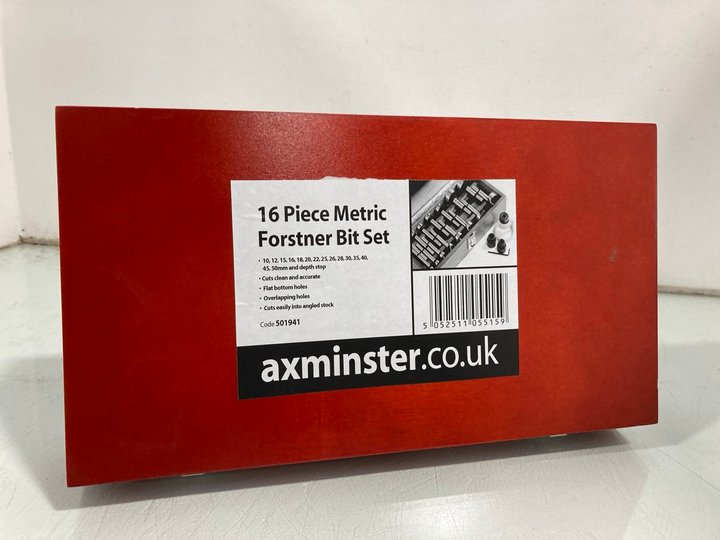 16 Piece Metric
Forstner Bit Set
• 10, 12, 15, 16, 18, 20, 22, 25, 26, 28, 30, 35, 40,
45, 50mm and depth stop
• Cuts clean and accurate
• Flat bottom holes
• Overlapping holes
• Cuts easily into angled stock
Code 501941
5 052511 055159
axminster.co.uk